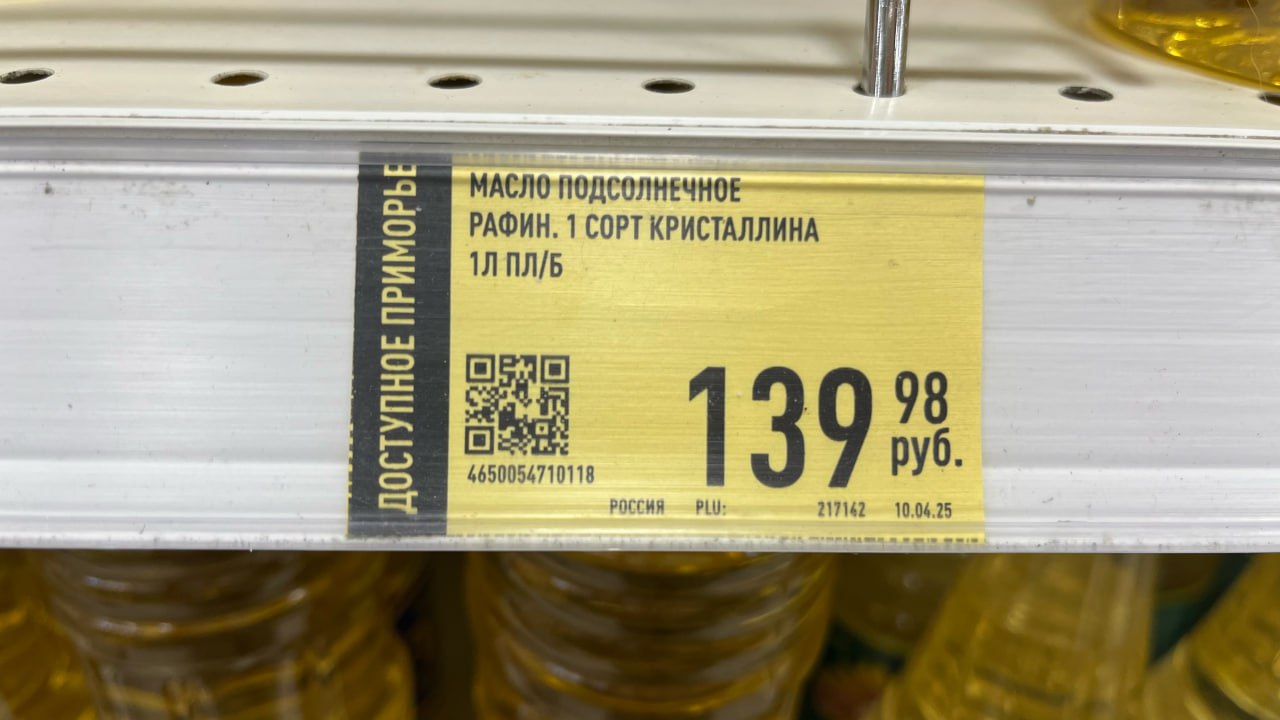 ДОСТУПНОЕ ПРИМОРЬЕ
МАСЛО ПОДСОЛНЕЧНОЕ
РАФИН. 1 СОРТ КРИСТАЛЛИНА
1Л ПЛ/Б
139 98
руб.
4650054710118
РОССИЯ PLU: 217142 10.04.25